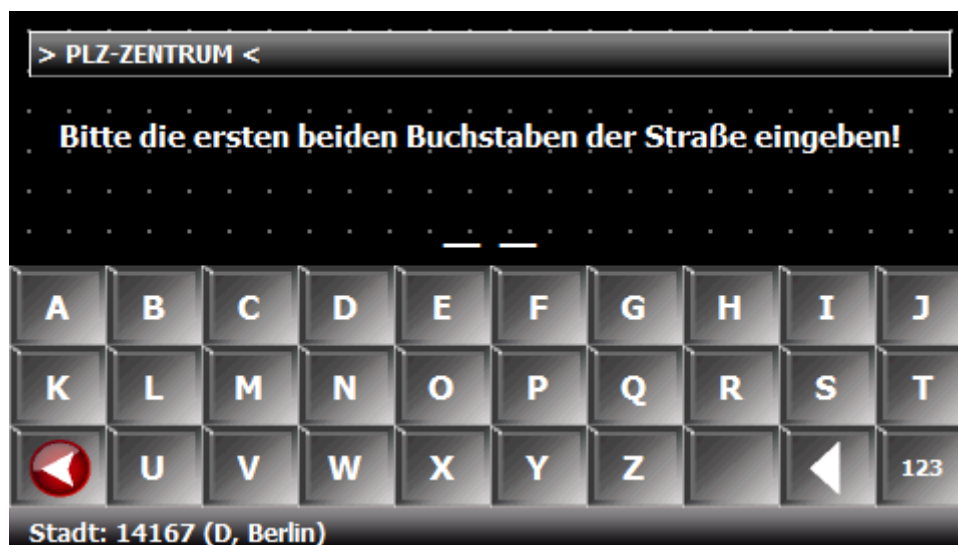 > PLZ-ZENTRUM <
Bitte die ersten beiden Buchstaben der Straße eingeben!
A B C D E F G H I J
K L M N O P Q R S T
U V W X Y Z 123
Stadt: 14167 (D, Berlin)